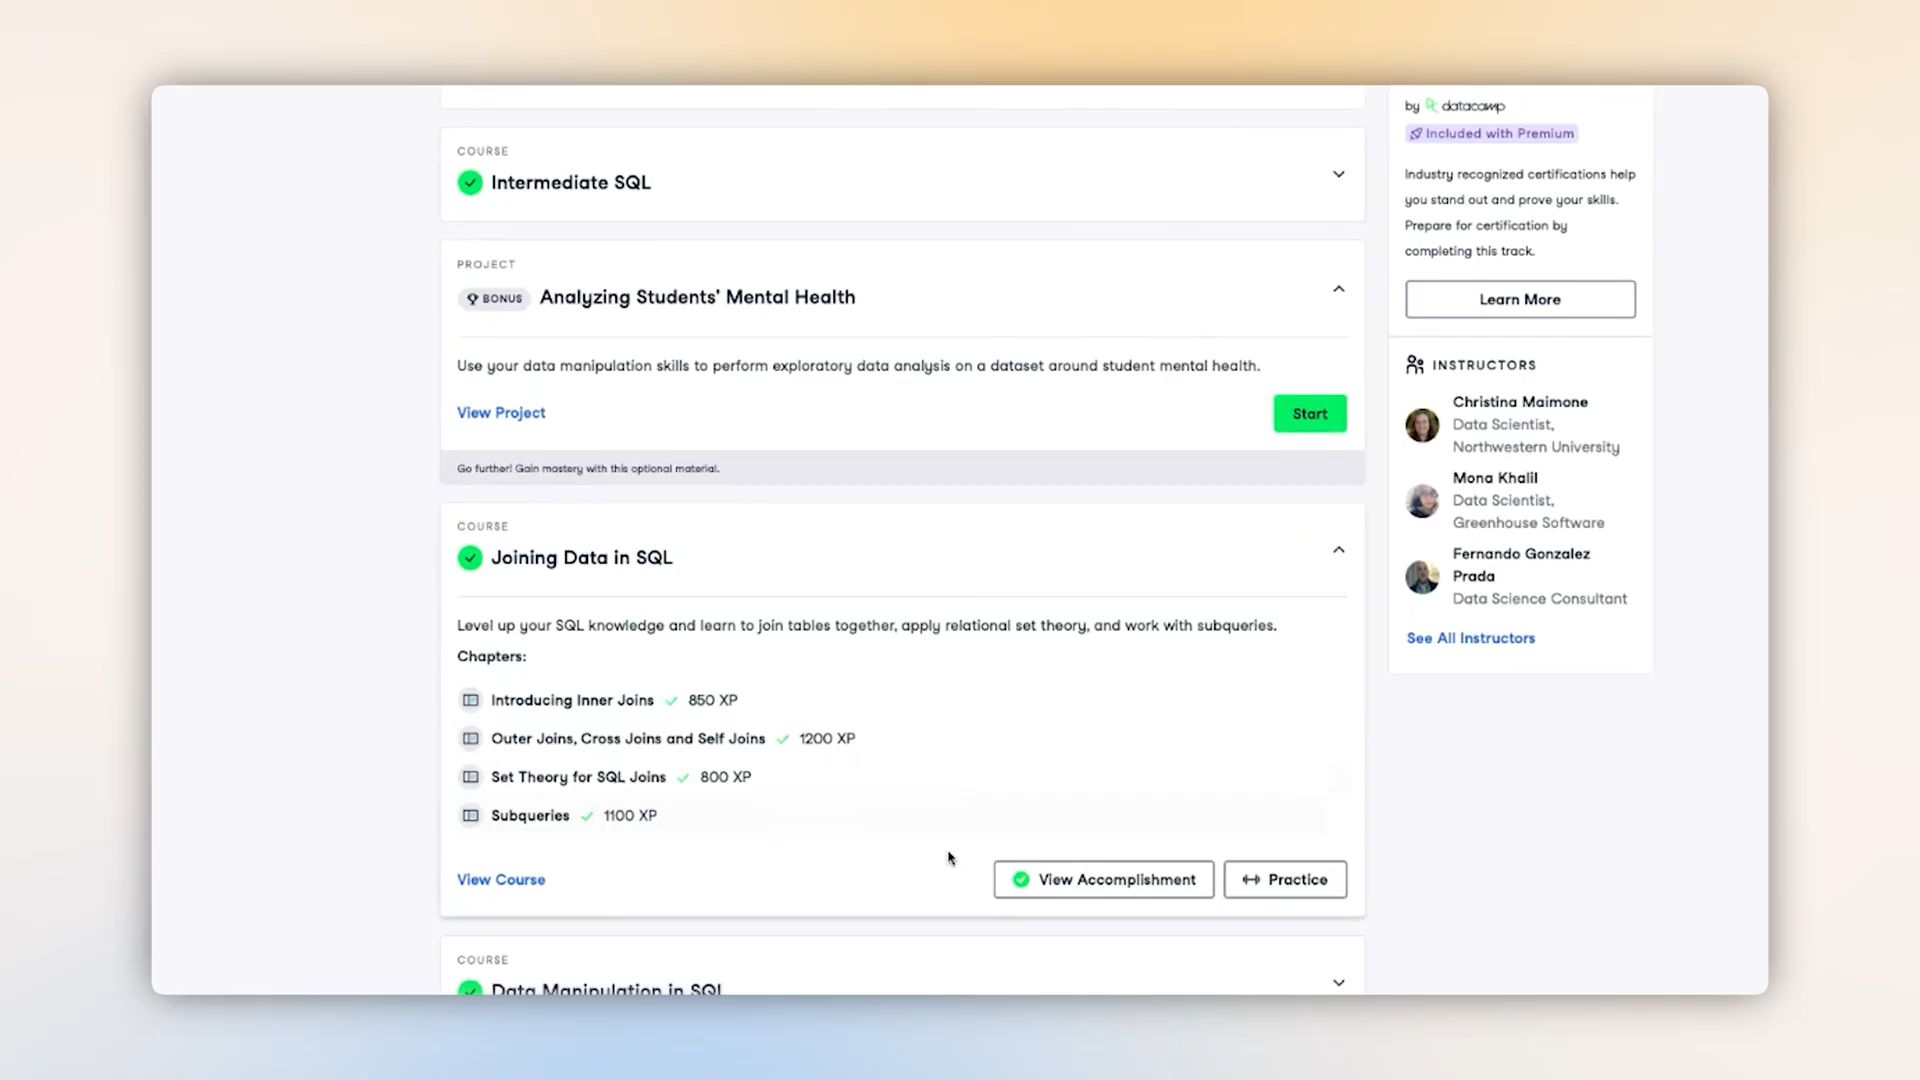 COURSE
Intermediate SQL
PROJECT
BONUS Analyzing Students' Mental Health
Use your data manipulation skills to perform exploratory data analysis on a dataset around student mental health.
View Project
Start
Go further! Gain mastery with this optional material.
COURSE
Joining Data in SQL
Level up your SQL knowledge and learn to join tables together, apply relational set theory, and work with subqueries.
Chapters:
Introducing Inner Joins 850 XP
Outer Joins, Cross Joins and Self Joins 1200 XP
Set Theory for SQL Joins 800 XP
Subqueries 1100 XP
View Course
View Accomplishment
Practice
COURSE
Data Manipulation in SQL
by datacamp
Included with Premium
Industry recognized certifications help
you stand out and prove your skills.
Prepare for certification by
completing this track.
Learn More
INSTRUCTORS
Christina Maimone
Data Scientist,
Northwestern University
Mona Khalil
Data Scientist,
Greenhouse Software
Fernando Gonzalez
Prada
Data Science Consultant
See All Instructors